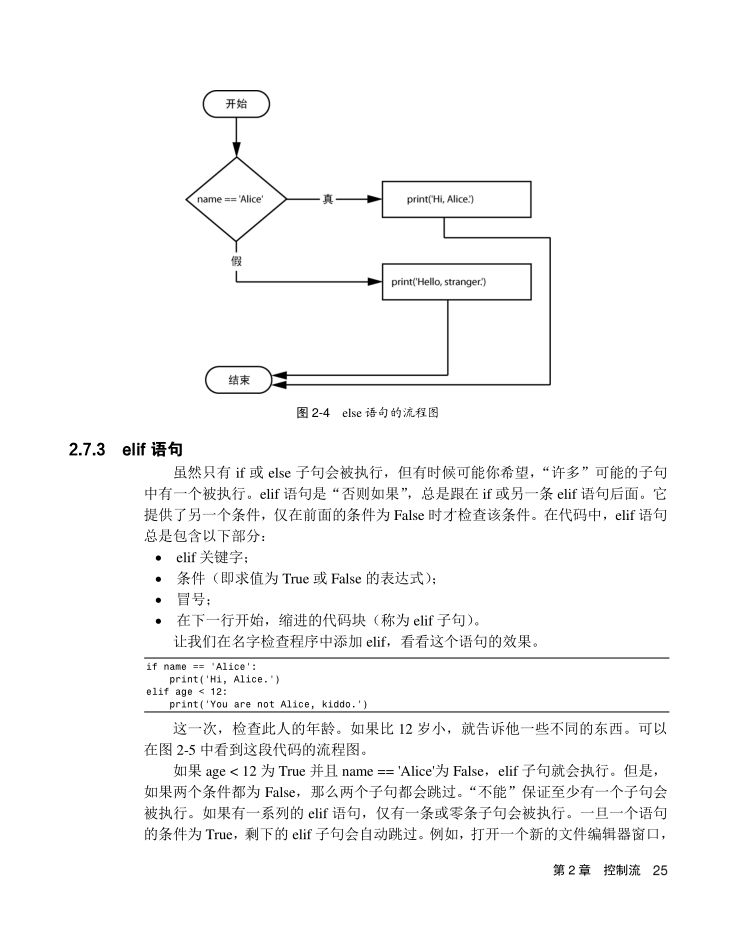 开始
name == 'Alice'
真
print('Hi, Alice.')
假
print('Hello, stranger.')
结束
图 2-4 else 语句的流程图
2.7.3 elif 语句
虽然只有 if 或 else 子句会被执行，但有时候可能你希望，“许多”可能的子句
中有一个被执行。elif 语句是“否则如果”，总是跟在 if 或另一条 elif 语句后面。它
提供了另一个条件，仅在前面的条件为 False 时才检查该条件。在代码中，elif 语句
总是包含以下部分：
• elif 关键字；
• 条件（即求值为 True 或 False 的表达式）；
• 冒号；
• 在下一行开始，缩进的代码块（称为 elif 子句）。
让我们在名字检查程序中添加 elif，看看这个语句的效果。
if name == 'Alice':
    print('Hi, Alice.')
elif age < 12:
    print('You are not Alice, kiddo.')
这一次，检查此人的年龄。如果比 12 岁小，就告诉他一些不同的东西。可以
在图 2-5 中看到这段代码的流程图。
如果 age < 12 为 True 并且 name == 'Alice'为 False，elif 子句就会执行。但是，
如果两个条件都为 False，那么两个子句都会跳过。“不能”保证至少有一个子句会
被执行。如果有一系列的 elif 语句，仅有一条或零条子句会被执行。一旦一个语句
的条件为 True，剩下的 elif 子句会自动跳过。例如，打开一个新的文件编辑器窗口，
第 2 章 控制流 25